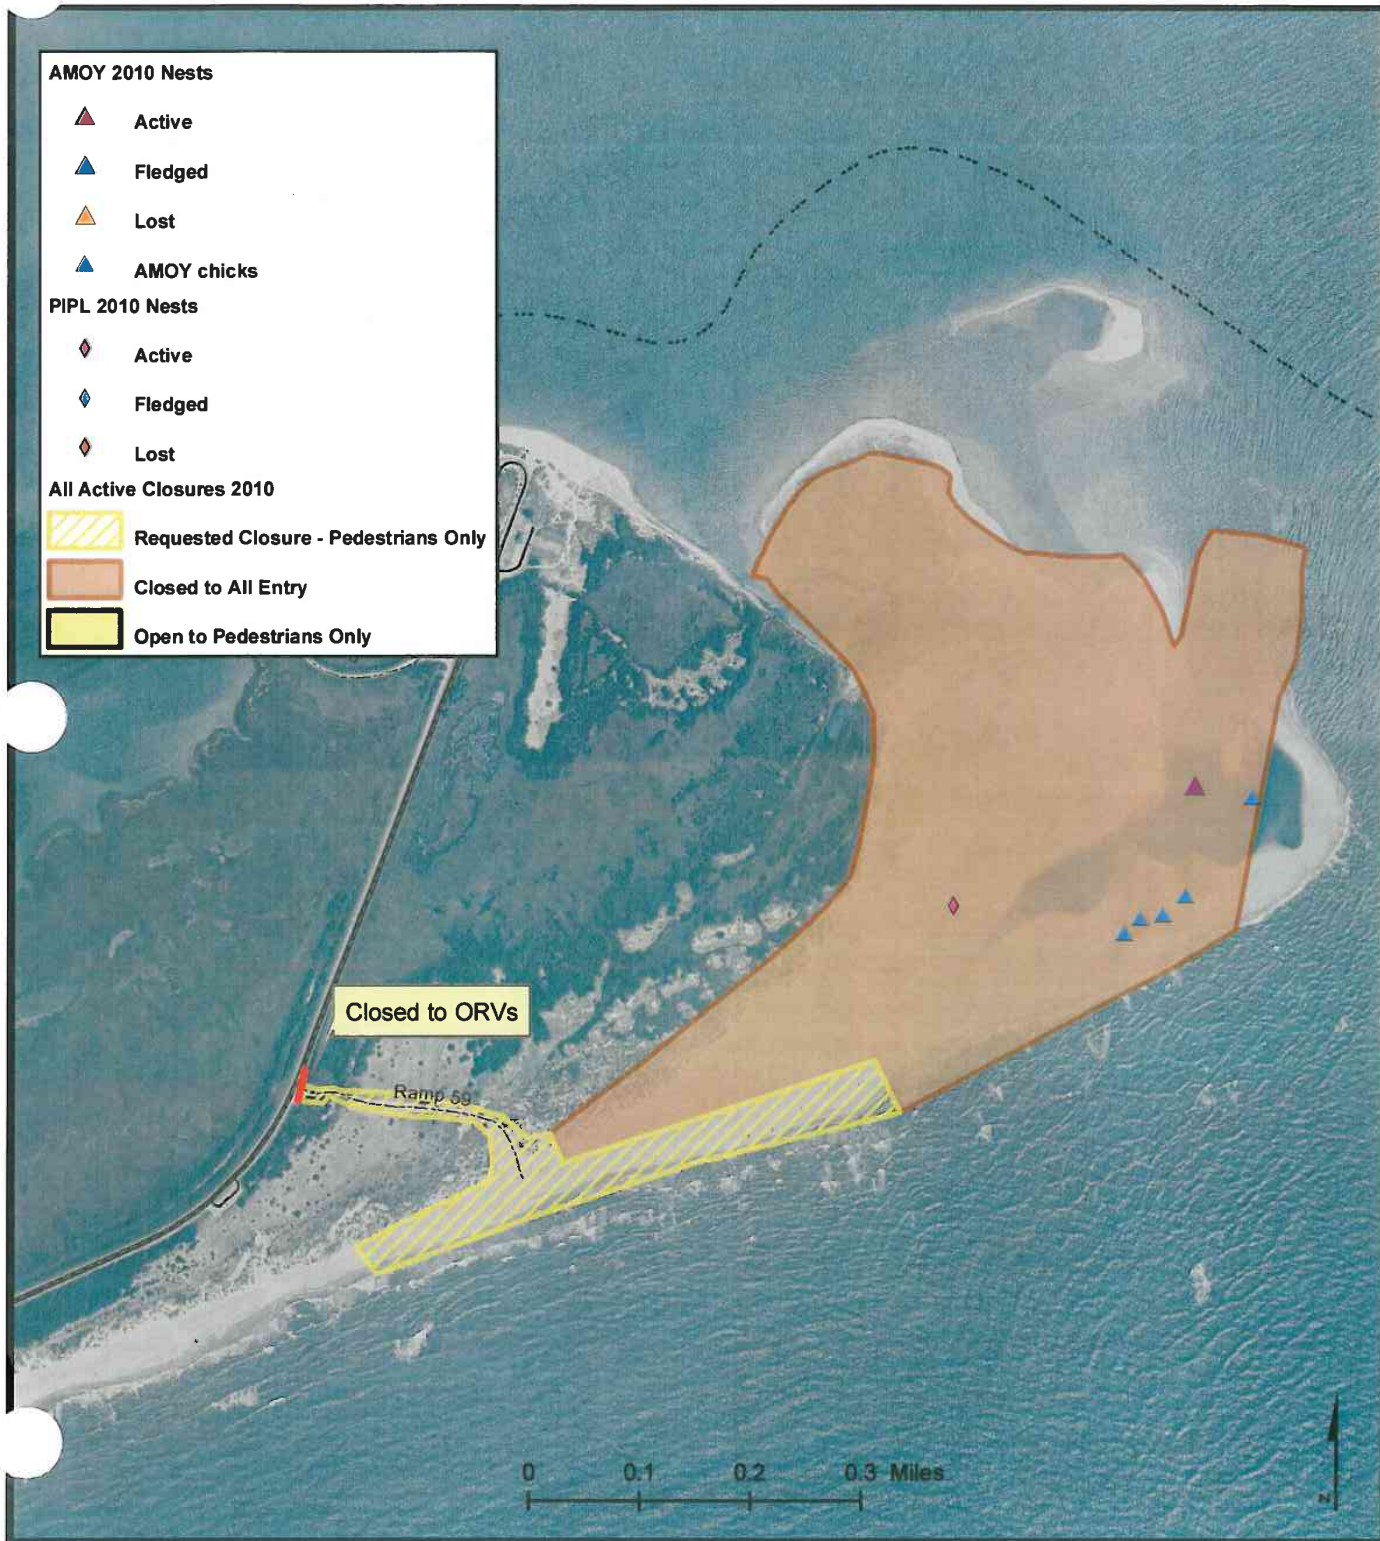 AMOY 2010 Nests
Active
Fledged
Lost
AMOY chicks
PIPL 2010 Nests
Active
Fledged
Lost
All Active Closures 2010
Requested Closure - Pedestrians Only
Closed to All Entry
Open to Pedestrians Only
Closed to ORVs
Ramp 59
0 0.1 0.2 0.3 Miles
N